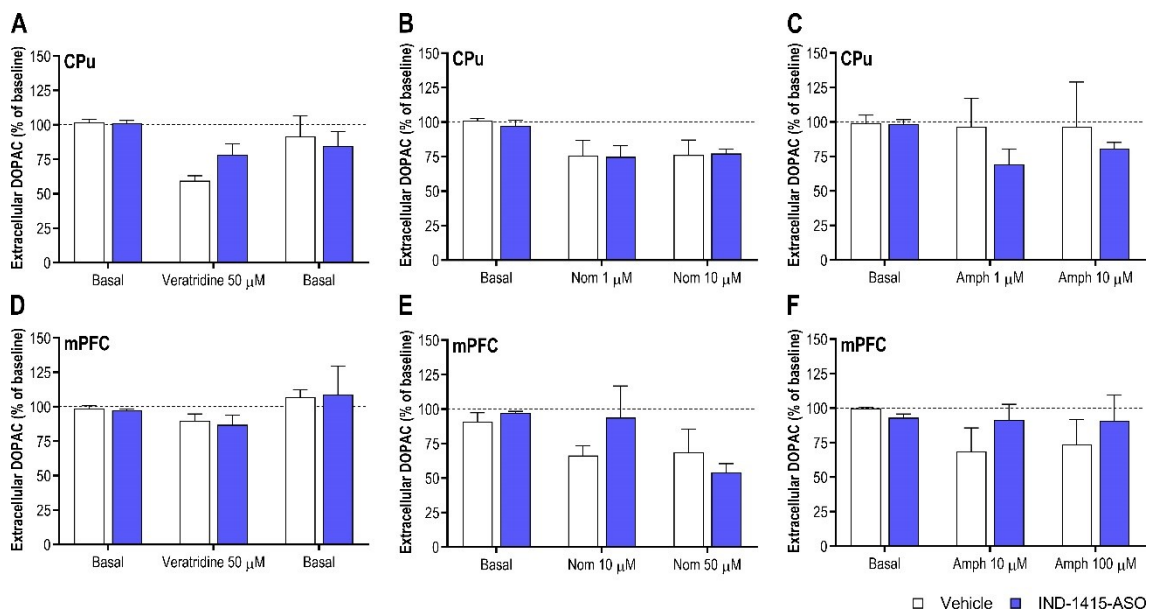 A
CPu
Extracellular DOPAC (% of baseline)
150
125
100
75
50
25
0
Basal
Veratridine 50 μM
Basal
B
CPu
Extracellular DOPAC (% of baseline)
150
125
100
75
50
25
0
Basal
Nom 1 μM
Nom 10 μM
C
CPu
Extracellular DOPAC (% of baseline)
150
125
100
75
50
25
0
Basal
Amph 1 μM
Amph 10 μM
D
mPFC
Extracellular DOPAC (% of baseline)
150
125
100
75
50
25
0
Basal
Veratridine 50 μM
Basal
E
mPFC
Extracellular DOPAC (% of baseline)
150
125
100
75
50
25
0
Basal
Nom 10 μM
Nom 50 μM
F
mPFC
Extracellular DOPAC (% of baseline)
150
125
100
75
50
25
0
Basal
Amph 10 μM
Amph 100 μM
Vehicle
IND-1415-ASO